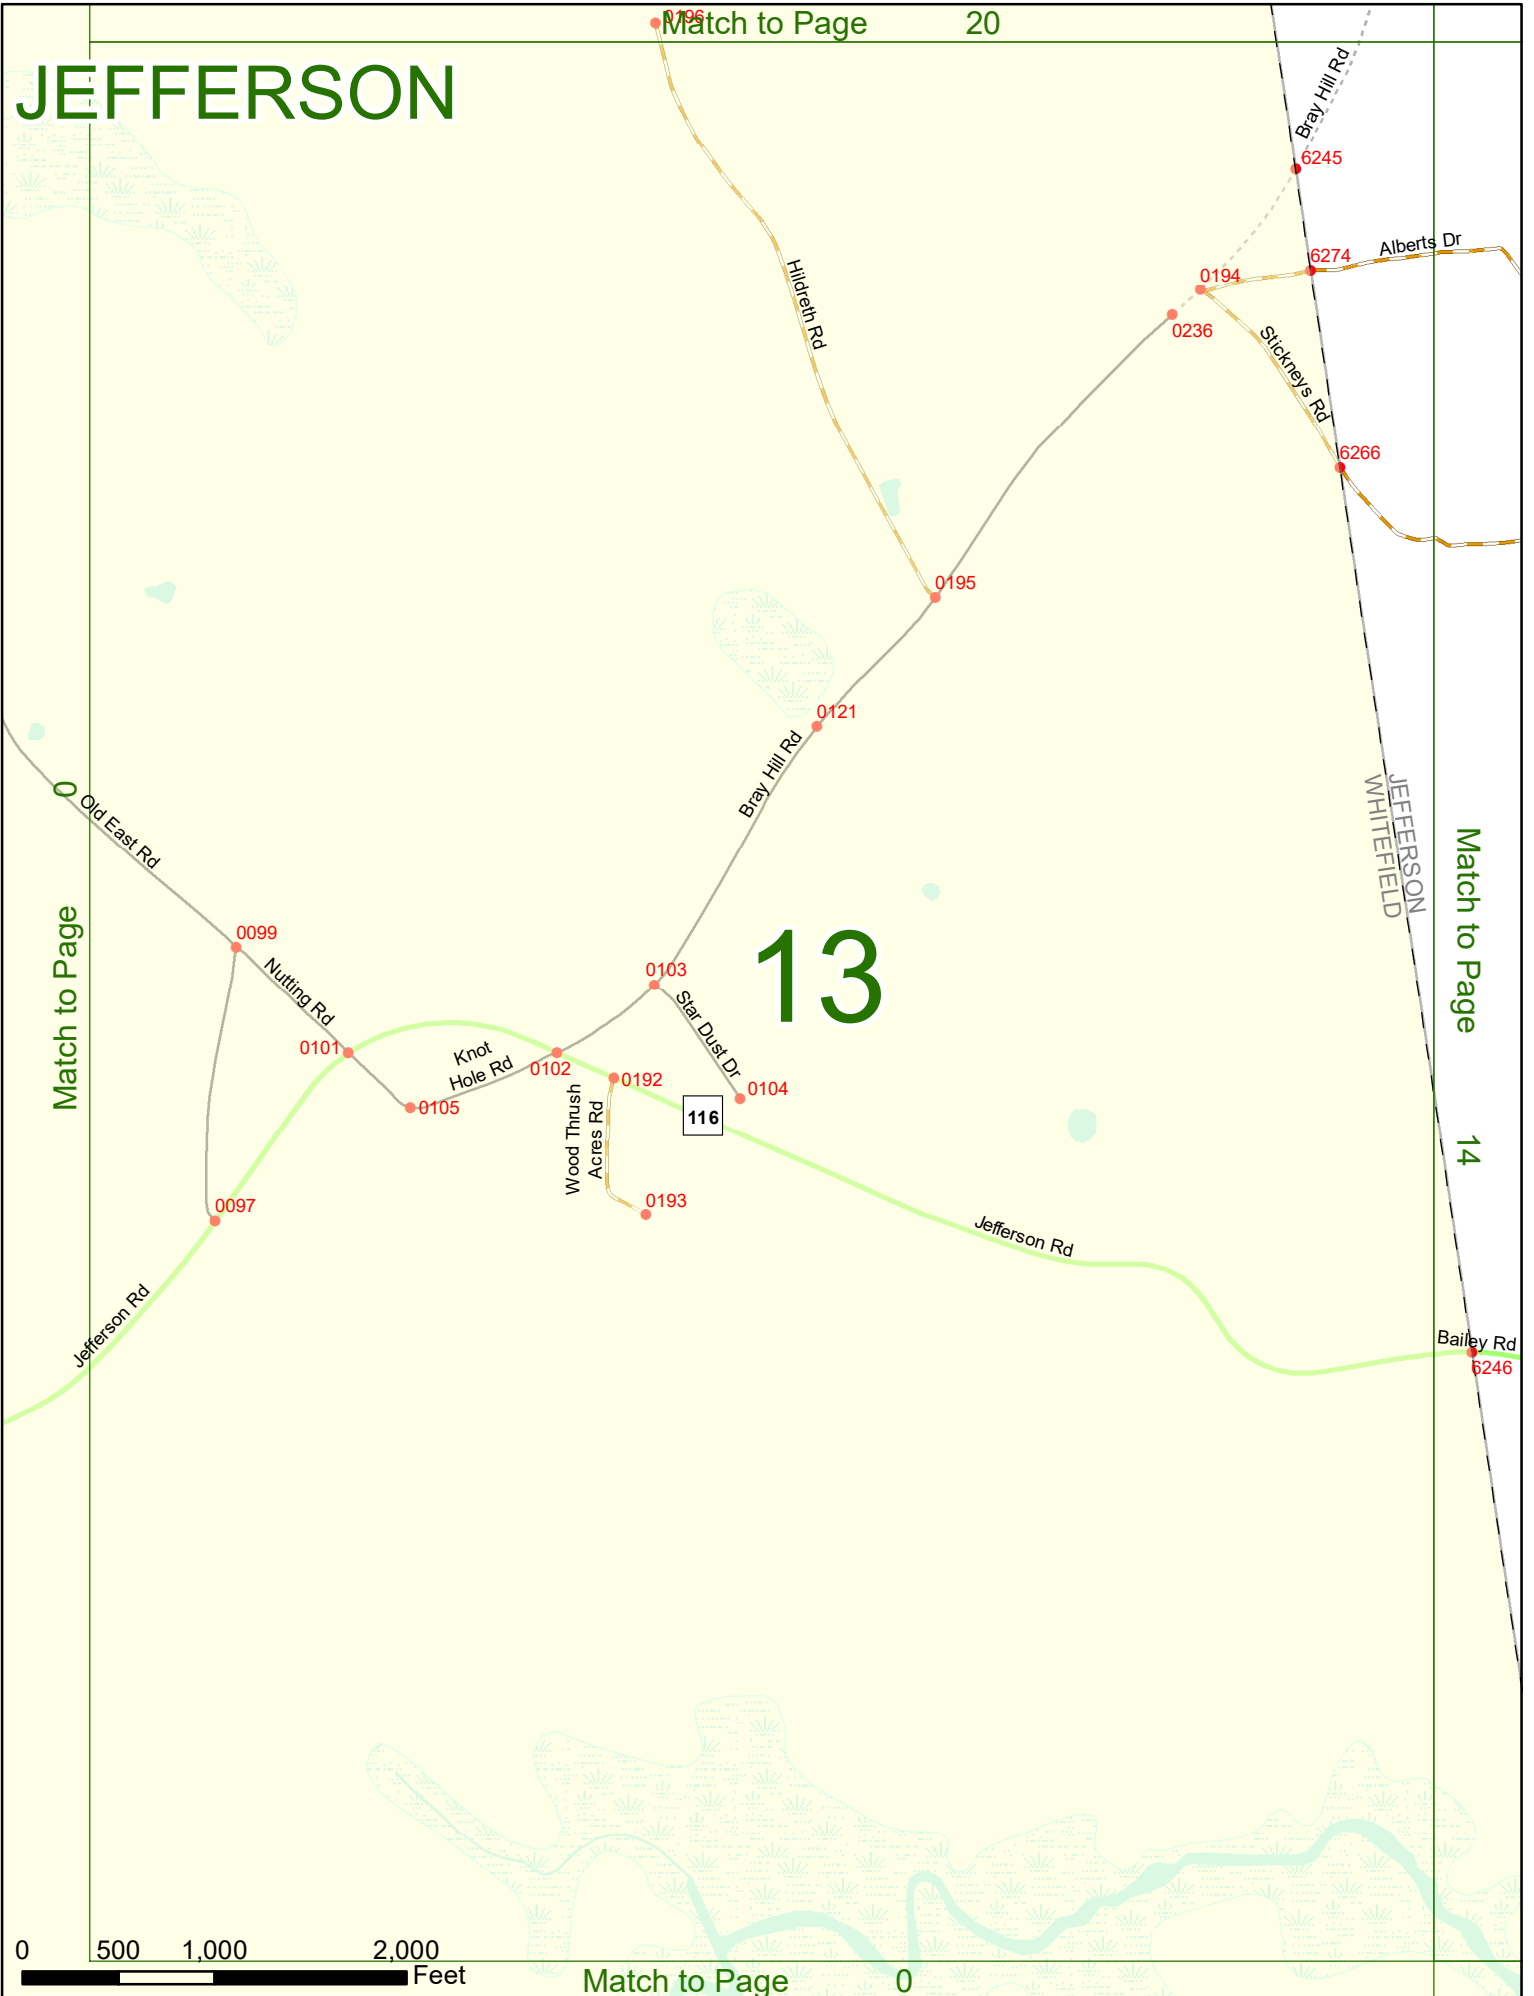 0196
Match to Page 20
JEFFERSON
Bray Hill Rd
6245
Alberts Dr
6274
0194
0236
Hildreth Rd
Stickneys Rd
6266
0195
0121
Bray Hill Rd
JEFFERSON
WHITEFIELD
Match to Page 0
Old East Rd
Match to Page 14
0099
Nutting Rd
0103
13
Star Dust Dr
0101
Knot
Hole Rd
0102
0192
0104
0105
116
Wood Thrush
Acres Rd
0193
0097
Jefferson Rd
Jefferson Rd
Bailey Rd
6246
0 500 1,000 2,000
Feet
Match to Page 0